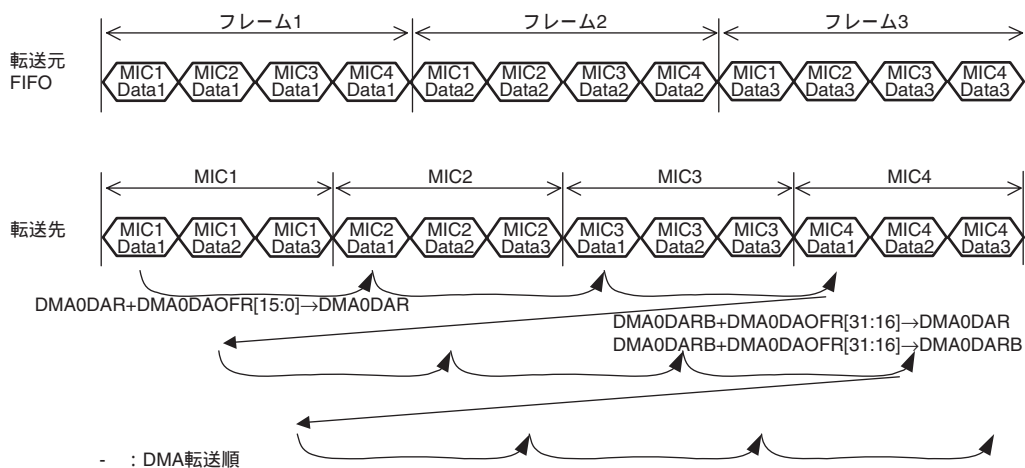 フレーム1 フレーム2 フレーム3
転送元
FIFO
MIC1 MIC2 MIC3 MIC4 MIC1 MIC2 MIC3 MIC4 MIC1 MIC2 MIC3 MIC4
Data1 Data1 Data1 Data1 Data2 Data2 Data2 Data2 Data3 Data3 Data3 Data3
MIC1 MIC2 MIC3 MIC4
転送先
MIC1 MIC1 MIC1 MIC2 MIC2 MIC2 MIC3 MIC3 MIC3 MIC4 MIC4 MIC4
Data1 Data2 Data3 Data1 Data2 Data3 Data1 Data2 Data3 Data1 Data2 Data3
DMA0DAR+DMA0DAOFR[15:0]→DMA0DAR
DMA0DARB+DMA0DAOFR[31:16]→DMA0DAR
DMA0DARB+DMA0DAOFR[31:16]→DMA0DARB
- : DMA転送順